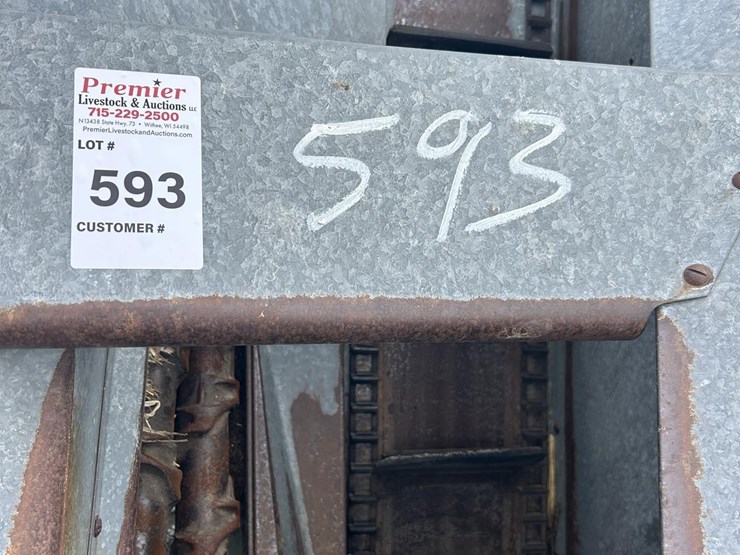 Premier
Livestock & Auctions LLC
715-229-2500
N13438 State Hwy. 73 • Withee, WI 54498
PremierLivestockandAuctions.com
LOT #
593
CUSTOMER #
593